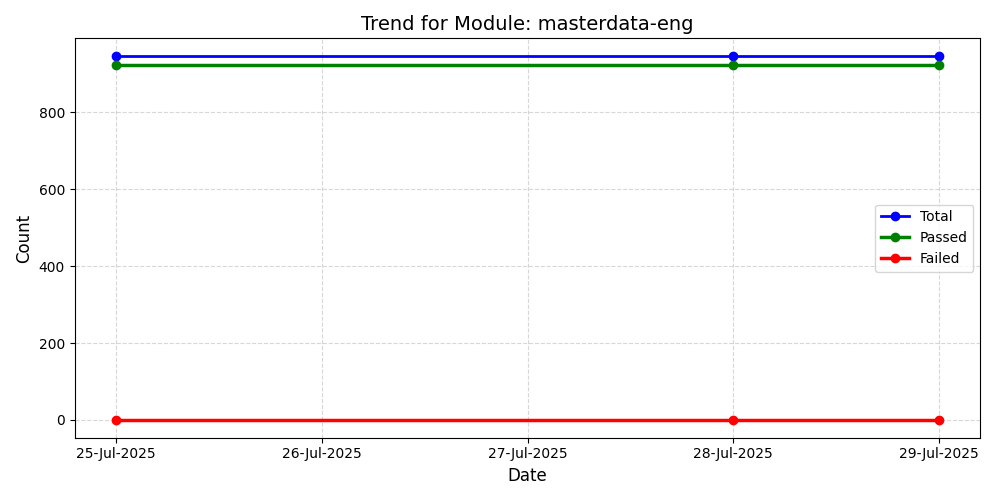 Trend for Module: masterdata-eng
800
600
400
200
0
Count
Total
Passed
Failed
25-Jul-2025
26-Jul-2025
27-Jul-2025
28-Jul-2025
29-Jul-2025
Date